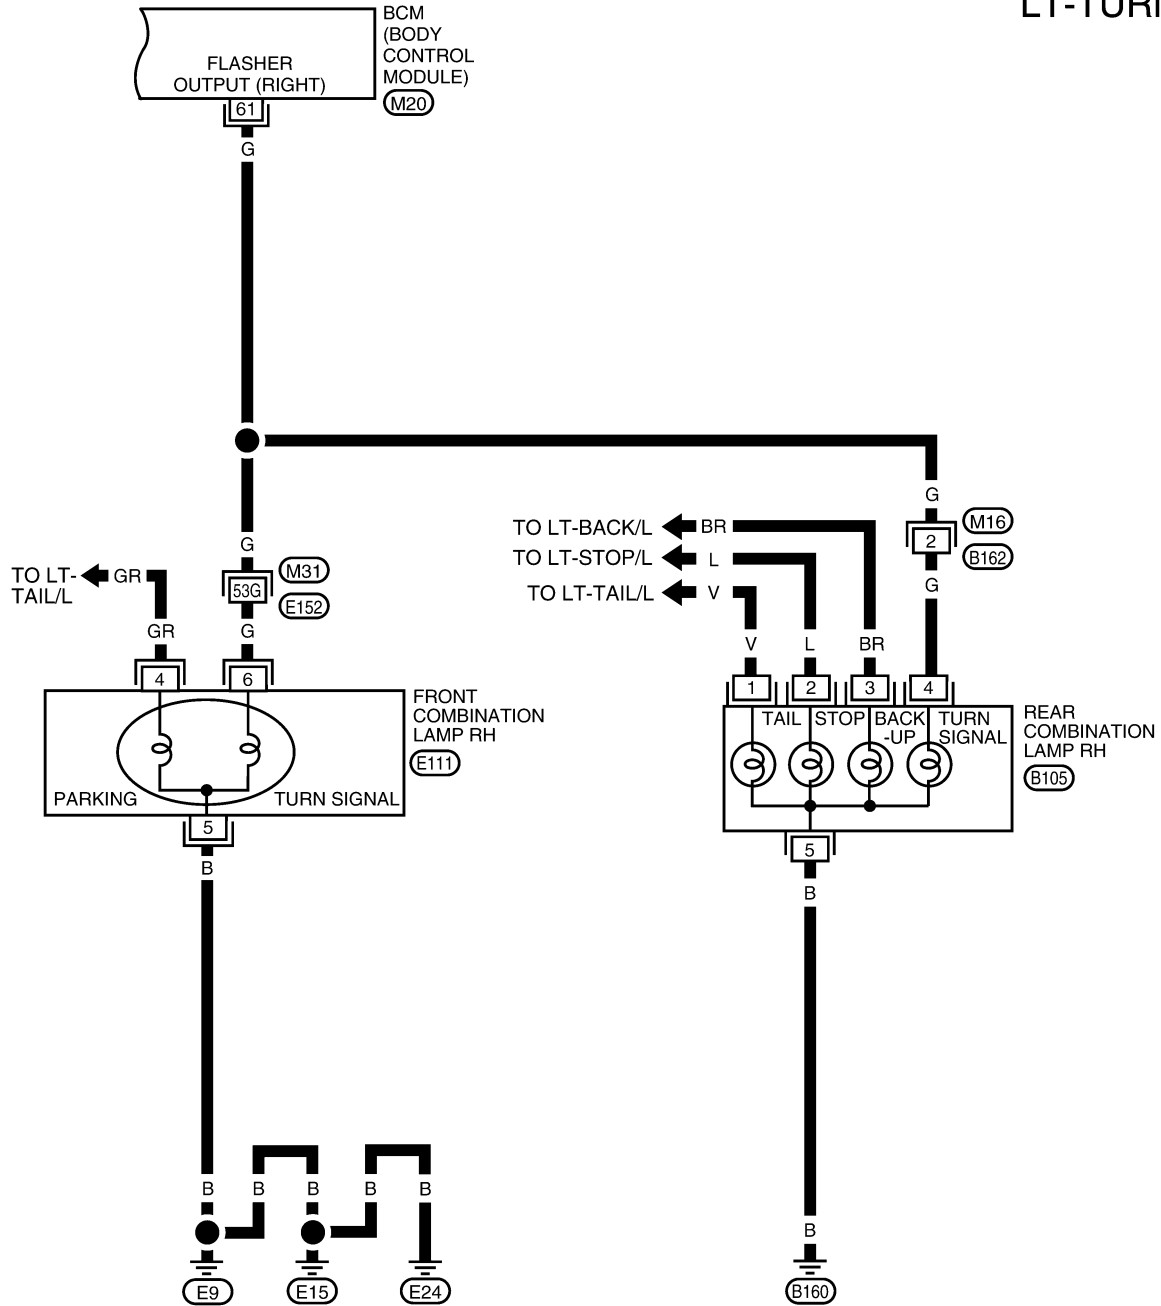 LT-TURN
BCM
(BODY
CONTROL
MODULE)
M20
FLASHER
OUTPUT (RIGHT)
61
G
G
M16
2
B162
G
TO LT-BACK/L
BR
TO LT-STOP/L
L
TO LT-TAIL/L
V
G
M31
53G
E152
G
TO LT-
TAIL/L
GR
GR
V
L
BR
4
6
1
2
3
4
FRONT
COMBINATION
LAMP RH
E111
PARKING
TURN SIGNAL
5
B
TAIL
STOP
BACK
-UP
TURN
SIGNAL
REAR
COMBINATION
LAMP RH
B105
5
B
B
B
B
B
B
B
E9
E15
E24
B160